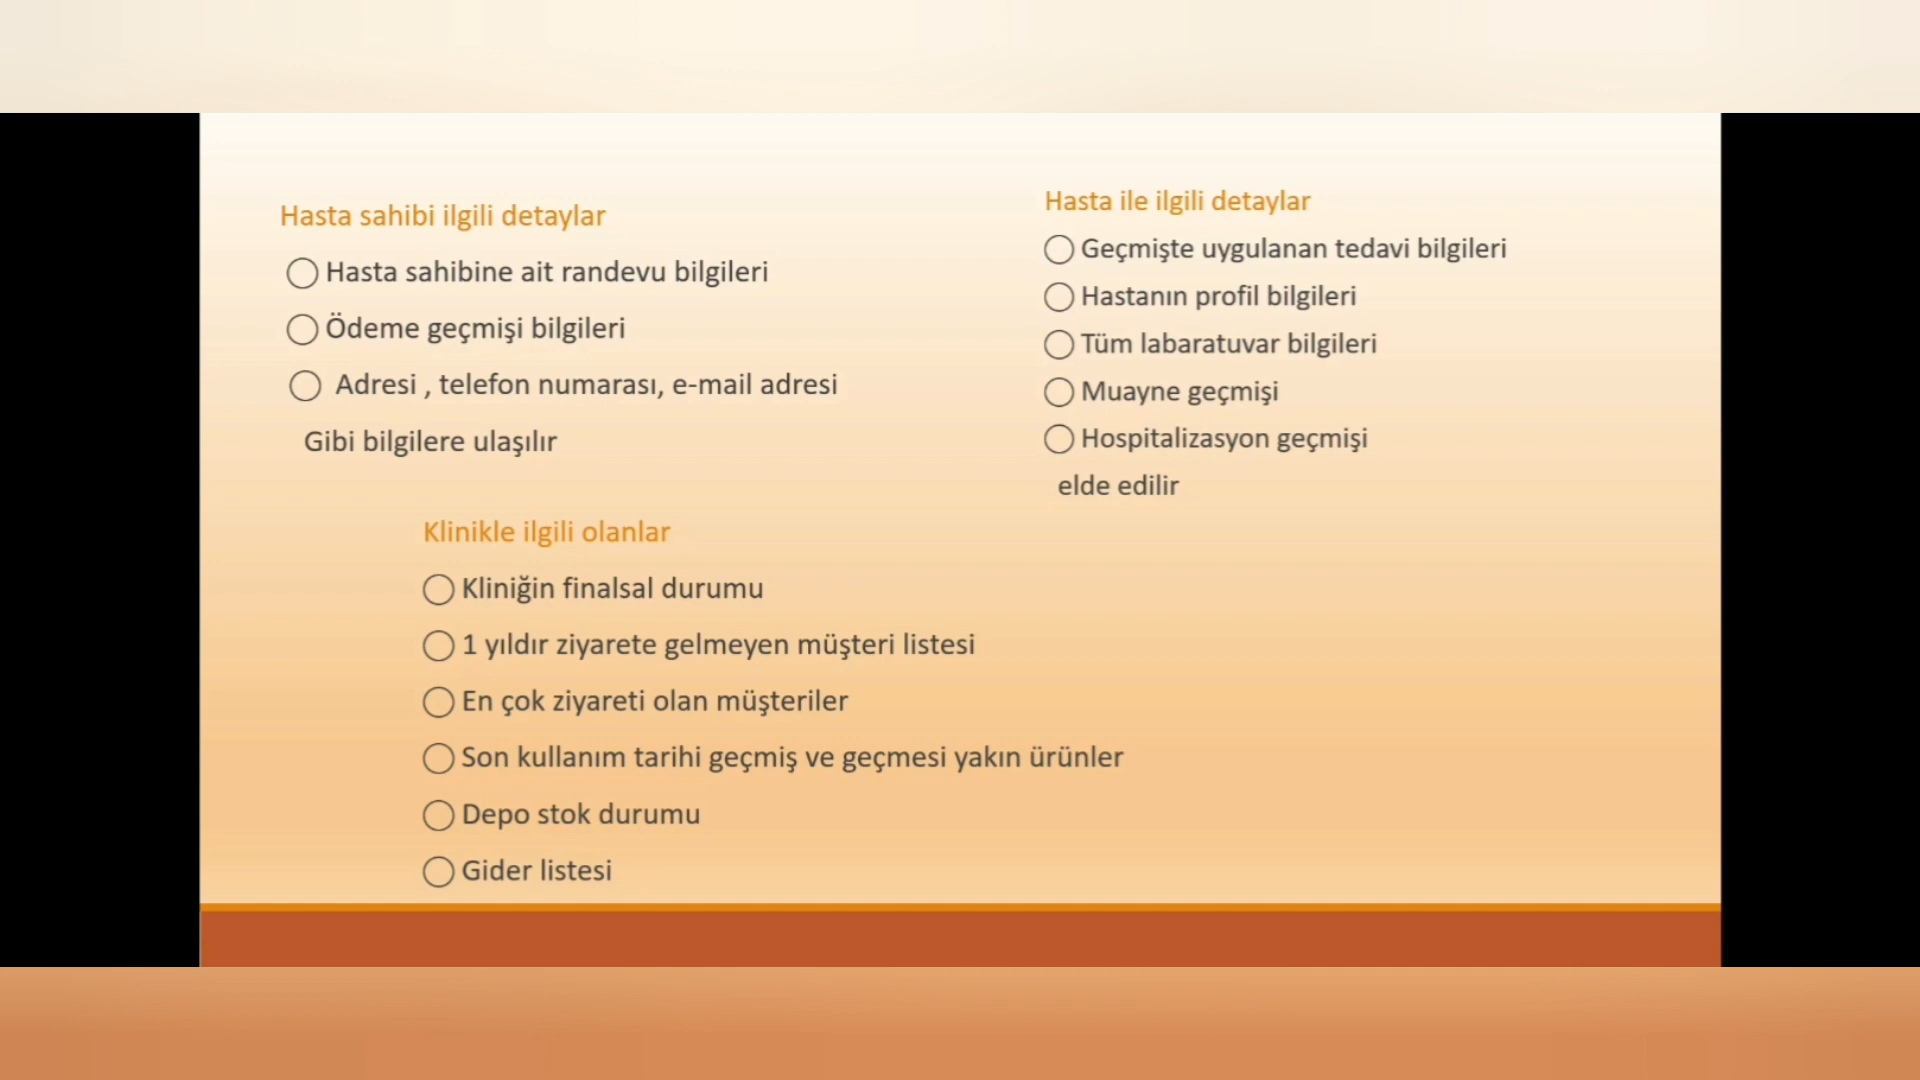 Hasta sahibi ilgili detaylar
Hasta sahibine ait randevu bilgileri
Ödeme geçmişi bilgileri
Adresi , telefon numarası, e-mail adresi
Gibi bilgilere ulaşılır
Hasta ile ilgili detaylar
Geçmişte uygulanan tedavi bilgileri
Hastanın profil bilgileri
Tüm labaratuvar bilgileri
Muayne geçmişi
Hospitalizasyon geçmişi
elde edilir
Klinikle ilgili olanlar
Kliniğin finalsal durumu
1 yıldır ziyarete gelmeyen müşteri listesi
En çok ziyareti olan müşteriler
Son kullanım tarihi geçmiş ve geçmesi yakın ürünler
Depo stok durumu
Gider listesi